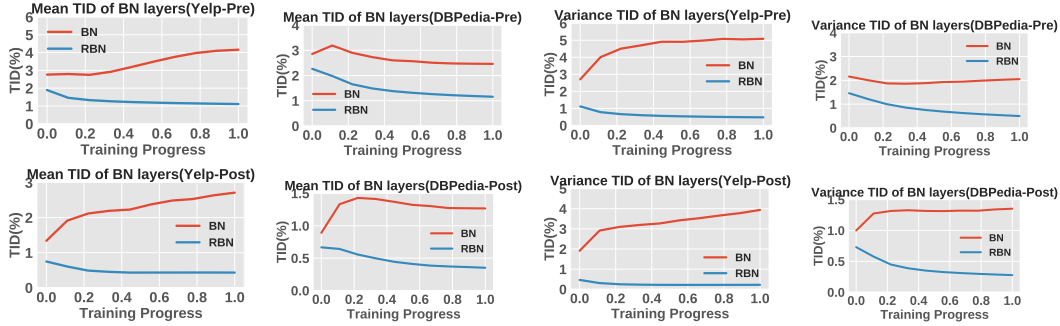 Mean TID of BN layers(Yelp-Pre)
6
5
4
3
2
1
0
TID(%)
BN
RBN
0.0 0.2 0.4 0.6 0.8 1.0
Training Progress
Mean TID of BN layers(DBPedia-Pre)
4
3
2
1
0
TID(%)
BN
RBN
0.0 0.2 0.4 0.6 0.8 1.0
Training Progress
Variance TID of BN layers(Yelp-Pre)
6
5
4
3
2
1
0
TID(%)
BN
RBN
0.0 0.2 0.4 0.6 0.8 1.0
Training Progress
Variance TID of BN layers(DBPedia-Pre)
4
3
2
1
0
TID(%)
BN
RBN
0.0 0.2 0.4 0.6 0.8 1.0
Training Progress
Mean TID of BN layers(Yelp-Post)
3
2
1
0
TID(%)
BN
RBN
0.0 0.2 0.4 0.6 0.8 1.0
Training Progress
Mean TID of BN layers(DBPedia-Post)
1.5
1.0
0.5
0.0
TID(%)
BN
RBN
0.0 0.2 0.4 0.6 0.8 1.0
Training Progress
Variance TID of BN layers(Yelp-Post)
5
4
3
2
1
0
TID(%)
BN
RBN
0.0 0.2 0.4 0.6 0.8 1.0
Training Progress
Variance TID of BN layers(DBPedia-Post)
1.5
1.0
0.5
0.0
TID(%)
BN
RBN
0.0 0.2 0.4 0.6 0.8 1.0
Training Progress